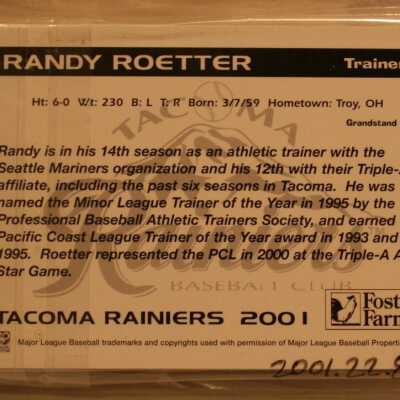 RANDY ROETTER Trainer
Ht: 6-0 Wt: 230 B: L T: R Born: 3/7/59 Hometown: Troy, OH
Grandstand
TACOMA
Randy is in his 14th season as an athletic trainer with the
Seattle Mariners organization and his 12th with their Triple-A
affiliate, including the past six seasons in Tacoma. He was
named the Minor League Trainer of the Year in 1995 by the
Professional Baseball Athletic Trainers Society, and earned
Pacific Coast League Trainer of the Year award in 1993 and
1995. Roetter represented the PCL in 2000 at the Triple-A A
Star Game.
Rainiers
BASEBALL CLUB
TACOMA RAINIERS 2001
Fost
Farm
Major League Baseball trademarks and copyrights used with permission of Major League Baseball Properti
2001.22.